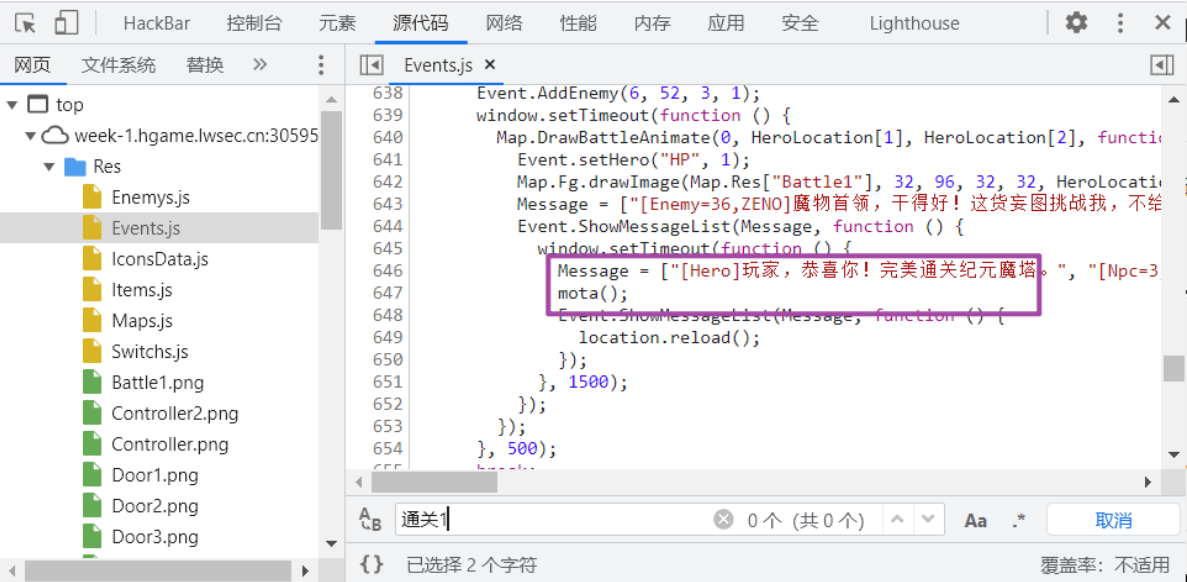 HackBar 控制台 元素 源代码 网络 性能 内存 应用 安全 Lighthouse
网页 文件系统 替换 Events.js
top
week-1.hgame.lwsec.cn:30595
Res
Enemys.js
Events.js
IconsData.js
Items.js
Maps.js
Switchs.js
Battle1.png
Controller2.png
Controller.png
Door1.png
Door2.png
Door3.png
638 Event.AddEnemy(6, 52, 3, 1);
639 window.setTimeout(function () {
640 Map.DrawBattleAnimate(0, HeroLocation[1], HeroLocation[2], functio
641 Event.setHero("HP", 1);
642 Map.Fg.drawImage(Map.Res["Battle1"], 32, 96, 32, 32, HeroLocatio
643 Message = ["[Enemy=36,ZENO]魔物首领，干得好！这货妄图挑战我，不给
644 Event.ShowMessageList(Message, function () {
645 window.setTimeout(function () {
646 Message = ["[Hero]玩家，恭喜你！完美通关纪元魔塔。", "[Npc=3,
647 mota();
648 Event.ShowMessageList(Message, function () {
649 location.reload();
650 });
651 }, 1500);
652 });
653 });
654 }, 500);
655 break;
通关1 0 个 (共 0 个) Aa .* 取消
{} 已选择 2 个字符 覆盖率：不适用